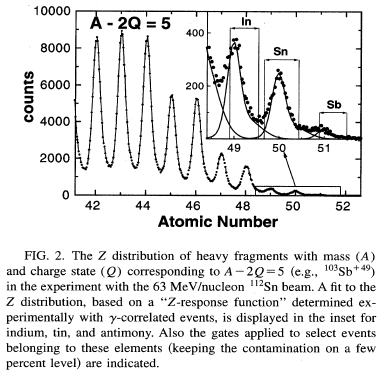 A - 2Q = 5
10000
8000
6000
4000
2000
0
counts
42
44
46
48
50
52
Atomic Number
400
200
In
Sn
Sb
49
50
51
FIG. 2. The Z distribution of heavy fragments with mass (A)
and charge state (Q) corresponding to A−2Q=5 (e.g., ¹⁰³Sb⁺⁴⁹)
in the experiment with the 63 MeV/nucleon ¹¹²Sn beam. A fit to the
Z distribution, based on a "Z-response function" determined ex-
perimentally with γ-correlated events, is displayed in the inset for
indium, tin, and antimony. Also the gates applied to select events
belonging to these elements (keeping the contamination on a few
percent level) are indicated.